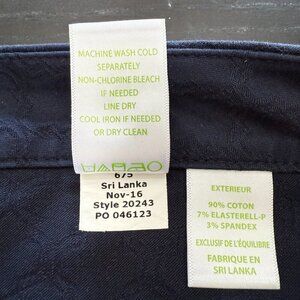 MACHINE WASH COLD
SEPARATELY
NON-CHLORINE BLEACH
IF NEEDED
LINE DRY
COOL IRON IF NEEDED
OR DRY CLEAN
675
Sri Lanka
Nov-16
Style 20243
PO 046123
EXTERIEUR
90% COTON
7% ELASTERELL-P
3% SPANDEX
EXCLUSIF DE L'ÉQUILIBRE
FABRIQUE EN
SRI LANKA